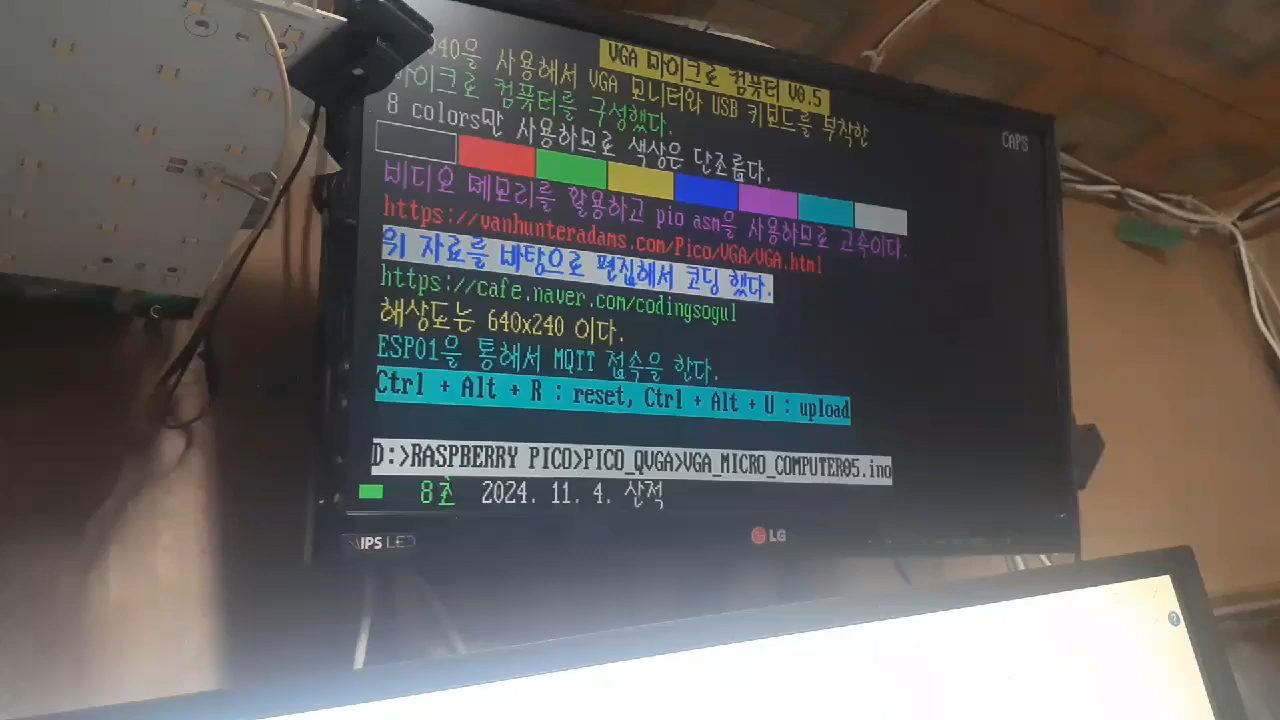 VGA 마이크로 컴퓨터 V0.5
040을 사용해서 VGA 모니터와 USB 키보드를 부착한
마이크로 컴퓨터를 구성했다.
CAPS
8 colors만 사용하므로 색상은 단조롭다.
비디오 메모리를 활용하고 pio asm을 사용하므로 고속이다.
https://vanhunteradams.com/Pico/VGA/VGA.html
위 자료를 바탕으로 편집해서 코딩 했다.
https://cafe.naver.com/codingsogul
해상도는 640x240 이다.
ESP01을 통해서 MQTT 접속을 한다.
Ctrl + Alt + R : reset, Ctrl + Alt + U : upload
D:>RASPBERRY PICO>PICO_QVGA>VGA_MICRO_COMPUTER05.ino
8초 2024. 11. 4. 산적
IPS LED
LG